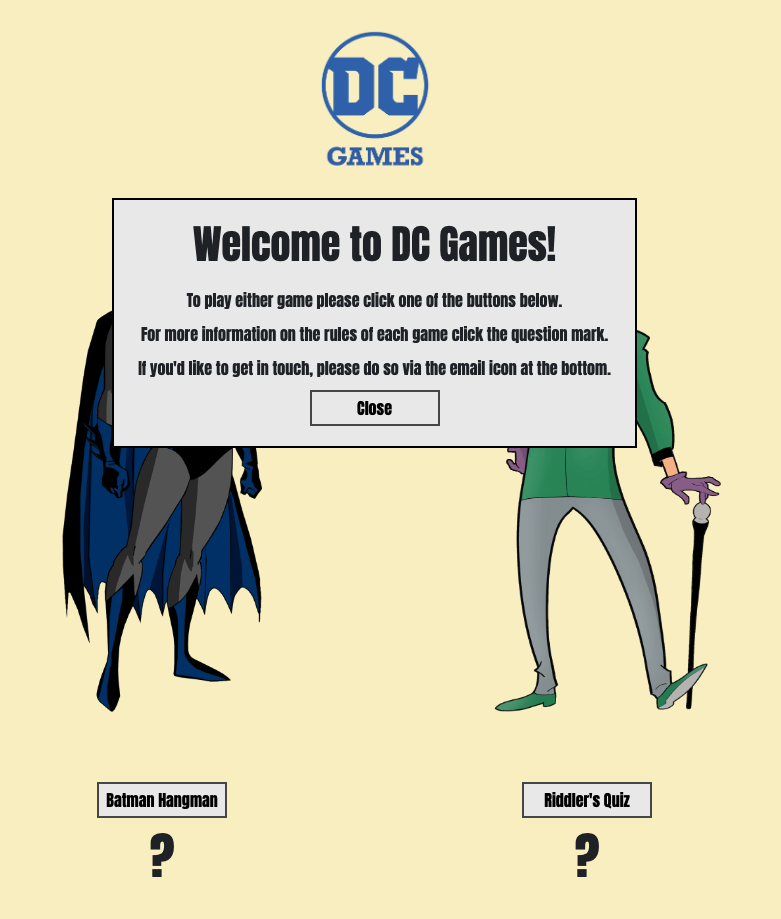 DC
GAMES
Welcome to DC Games!
To play either game please click one of the buttons below.
For more information on the rules of each game click the question mark.
If you'd like to get in touch, please do so via the email icon at the bottom.
Close
Batman Hangman
Riddler's Quiz
?
?